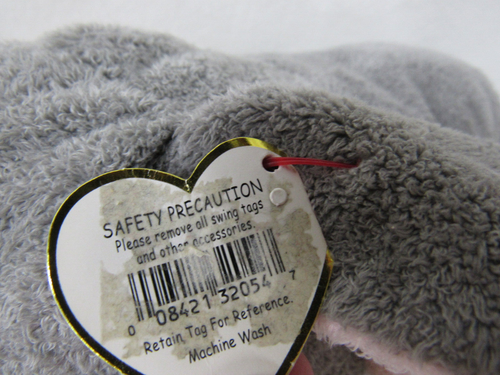 SAFETY PRECAUTION
Please remove all swing tags
and other accessories.
0 08421 32054 7
Retain Tag For Reference.
Machine Wash